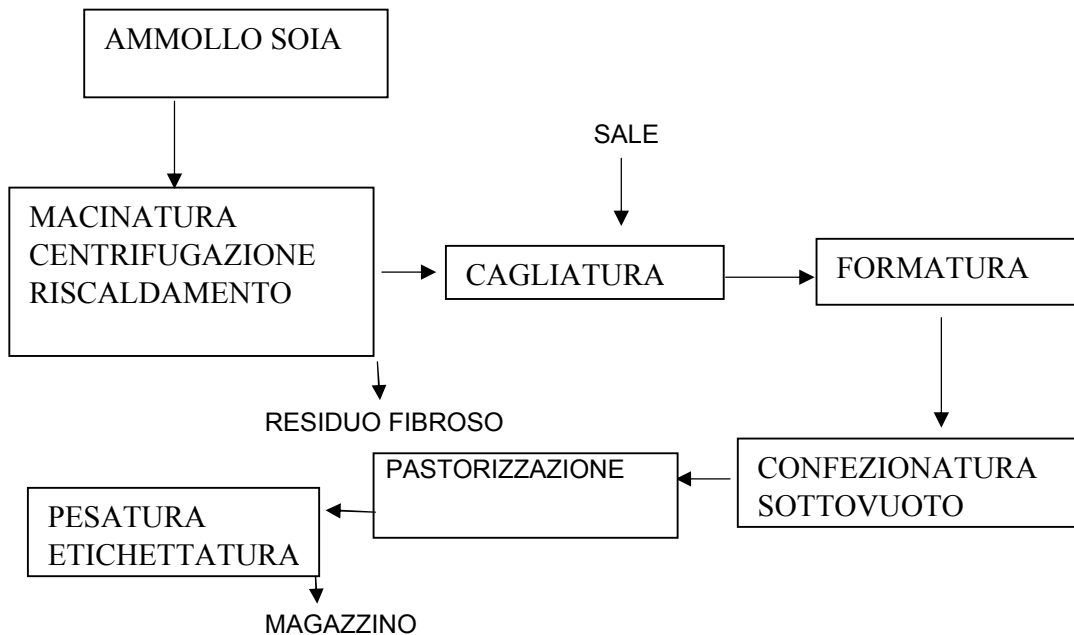 AMMOLLO SOIA
SALE
MACINATURA
CENTRIFUGAZIONE
RISCALDAMENTO
CAGLIATURA
FORMATURA
RESIDUO FIBROSO
CONFEZIONATURA
SOTTOVUOTO
PASTORIZZAZIONE
PESATURA
ETICHETTATURA
MAGAZZINO